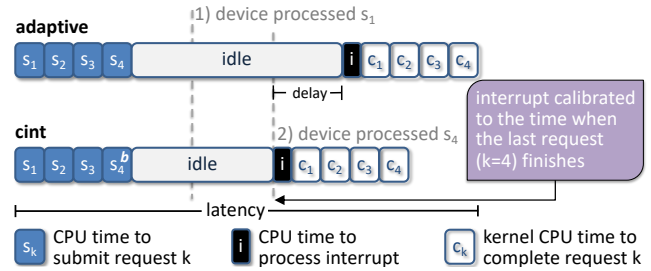 1) device processed s1
adaptive
s1 s2 s3 s4 idle i c1 c2 c3 c4
delay
interrupt calibrated
to the time when
the last request
(k=4) finishes
cint
2) device processed s4
s1 s2 s3 s4 b idle i c1 c2 c3 c4
latency
sk CPU time to
submit request k
i CPU time to
process interrupt
ck kernel CPU time to
complete request k